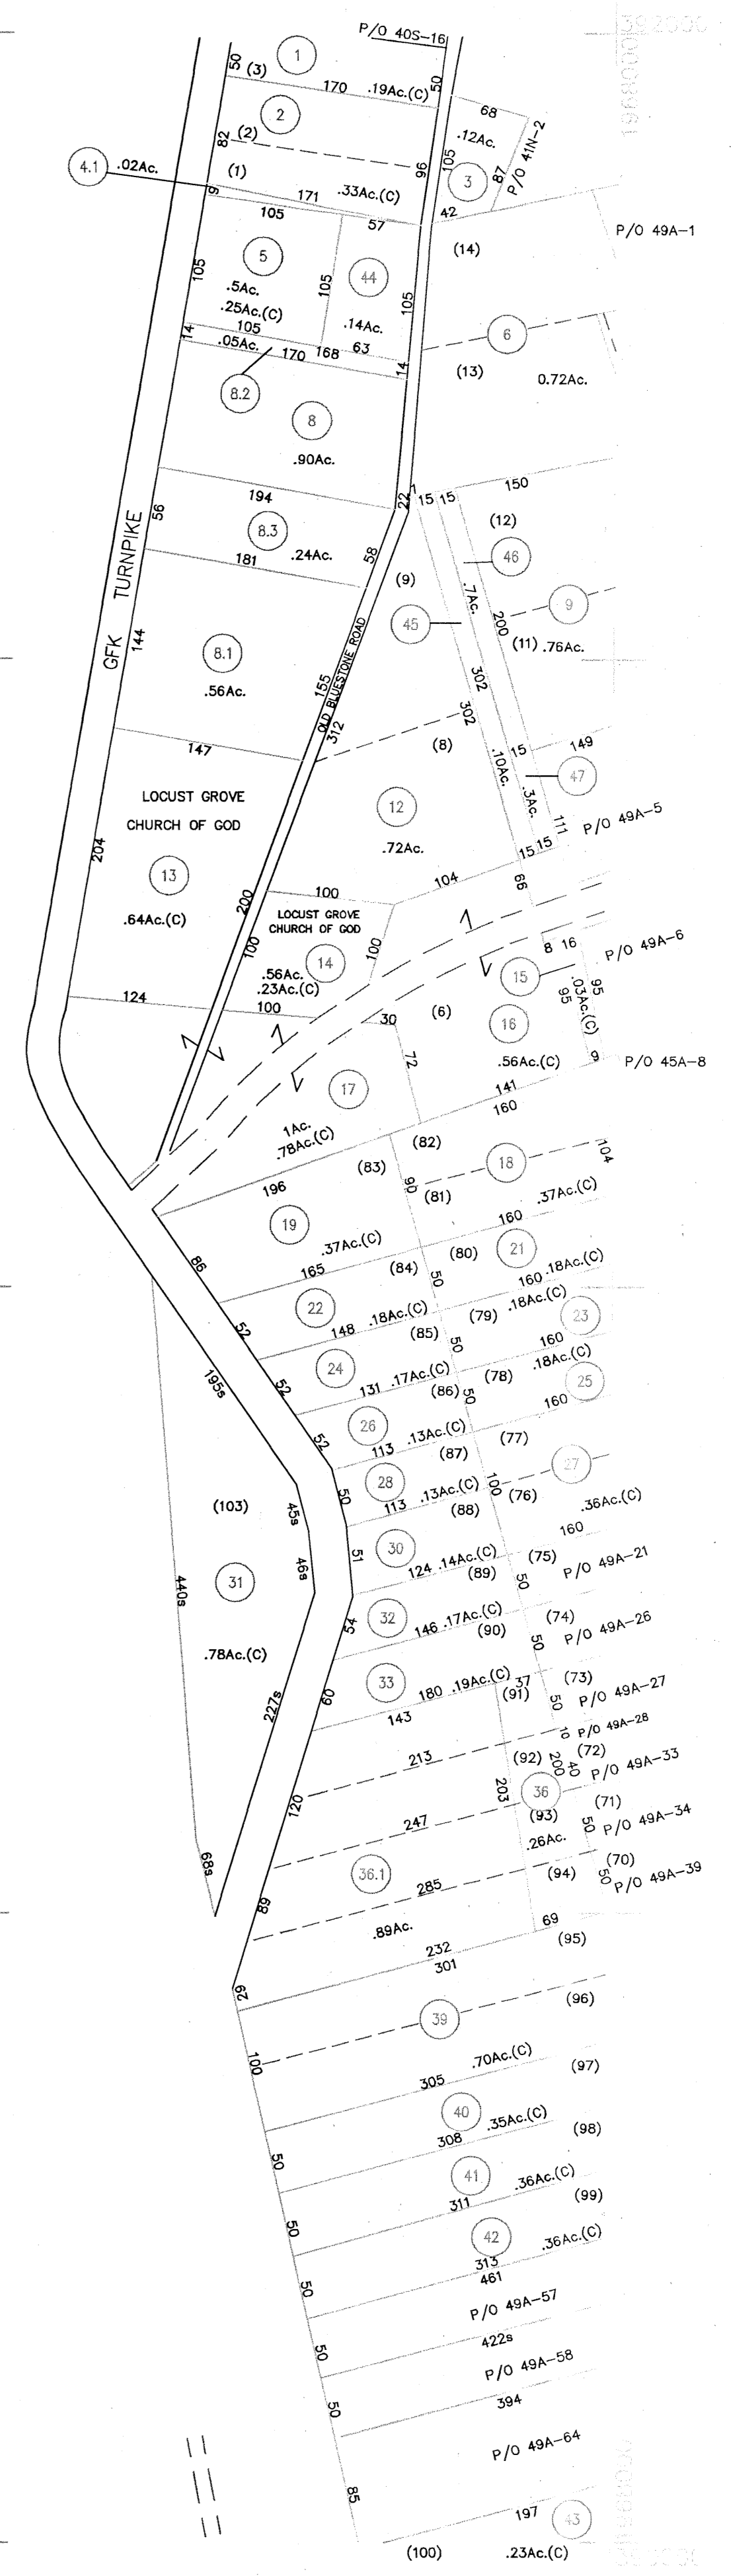 P/O 40S-16
392000
1968000
1
50
(3)
170 .19Ac.(C)
50
68
2
.12Ac.
82
(2)
105
P/O 41N-2
4.1 .02Ac.
(1)
96
87
3
9
171 .33Ac.(C)
42
105
57
P/O 49A-1
(14)
5
44
105
.5Ac.
105
.25Ac.(C)
105
.14Ac.
6
14
105
.05Ac.
170 168 63
14
(13)
0.72Ac.
8.2
8
.90Ac.
194
22
1
15 15
150
56
8.3
(12)
58
181
.24Ac.
46
(9)
.7Ac.
9
GFK TURNPIKE
144
45
200
(11) .76Ac.
8.1
OLD BLUESTONE ROAD
.56Ac.
155
302
302
312
147
(8)
15
149
.10Ac.
47
LOCUST GROVE
CHURCH OF GOD
12
.3Ac.
111
P/O 49A-5
204
.72Ac.
15 15
13
104
66
100
200
.64Ac.(C)
LOCUST GROVE
CHURCH OF GOD
100
100
14
8 16
P/O 49A-6
.56Ac.
.23Ac.(C)
15
95
.03Ac.(C)
95
124
100
(6)
30
16
72
.56Ac.(C)
9
P/O 45A-8
17
141
160
1Ac.
.78Ac.(C)
(82)
104
(83)
18
90
196
(81)
.37Ac.(C)
19
160
.37Ac.(C)
86
(80)
21
165
(84)
50
160 .18Ac.(C)
22
.18Ac.(C)
(79)
23
52
148
(85)
50
160
24
.18Ac.(C)
195s
131 .17Ac.(C)
(78)
25
52
(86)
50
160
26
52
113 .13Ac.(C)
(77)
(87)
28
27
50
113 .13Ac.(C)
100
(76)
(103)
45s
(88)
.36Ac.(C)
30
160
51
124 .14Ac.(C)
(75)
P/O 49A-21
46s
(89)
31
440s
50
32
54
146 .17Ac.(C)
(74)
P/O 49A-26
(90)
.78Ac.(C)
50
33
227s
60
180 .19Ac.(C)
37
(73)
P/O 49A-27
(91)
143
50
10
P/O 49A-28
213
(92)
200
40
(72)
P/O 49A-33
203
36
120
(71)
(93)
247
50
P/O 49A-34
.26Ac.
68s
36.1
(70)
(94)
50
P/O 49A-39
285
89
.89Ac.
69
(95)
232
301
67
39
(96)
100
.70Ac.(C)
305
(97)
40
.35Ac.(C)
308
(98)
50
41
.36Ac.(C)
311
(99)
50
42
.36Ac.(C)
313
461
50
P/O 49A-57
422s
50
P/O 49A-58
394
50
P/O 49A-64
85
197
43
(100)
.23Ac.(C)